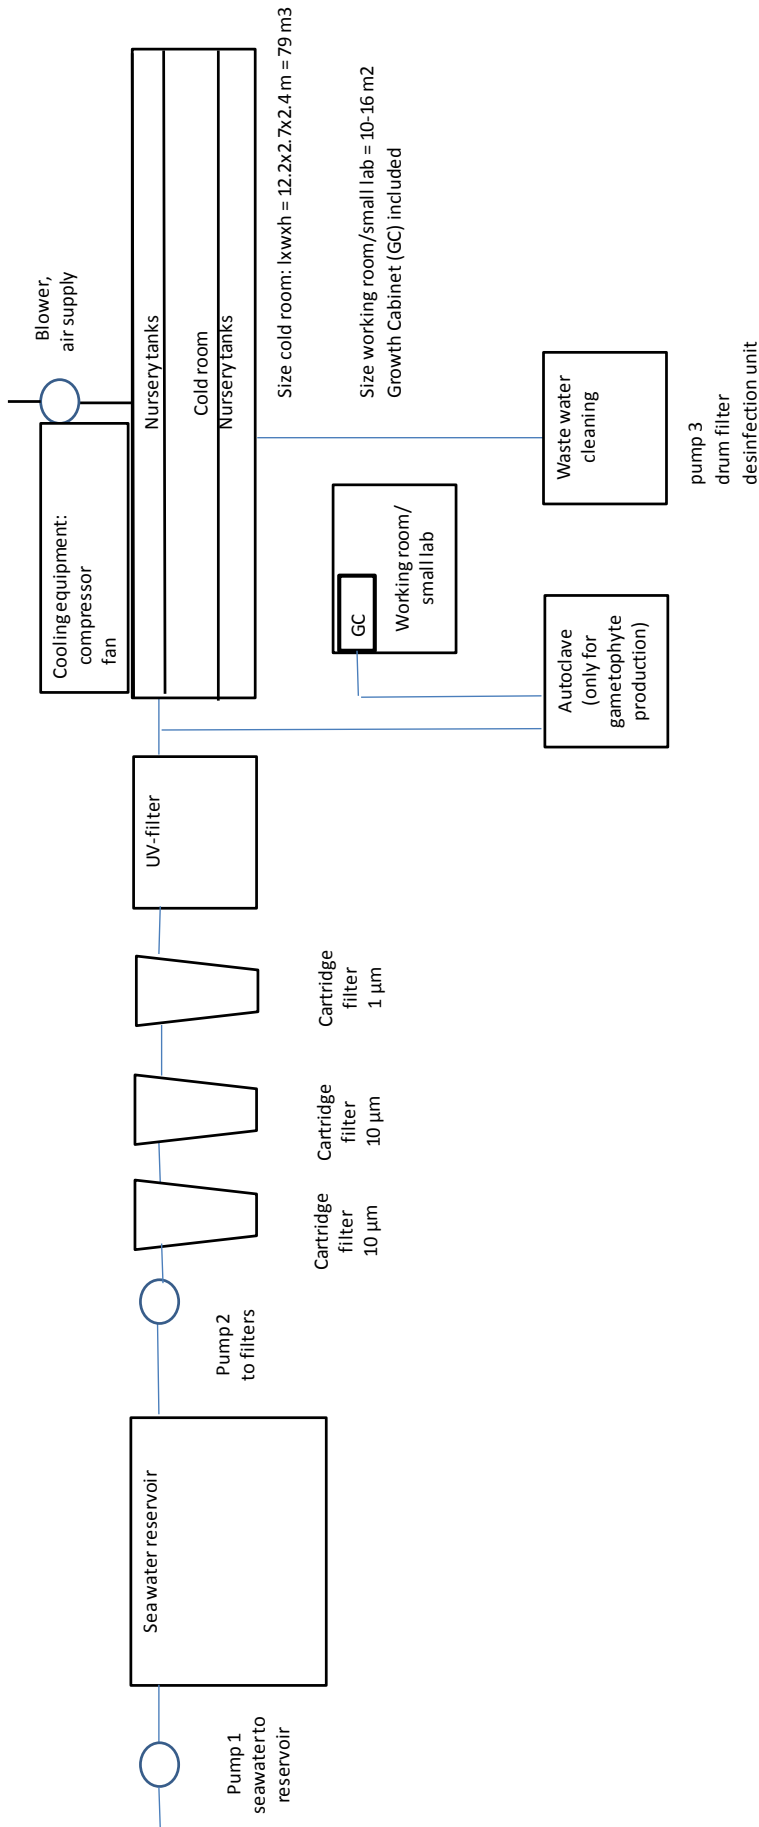 Pump 1
seawater to
reservoir
Sea water reservoir
Pump 2
to filters
Cartridge
filter
10 µm
Cartridge
filter
10 µm
Cartridge
filter
1 µm
UV-filter
Cooling equipment:
compressor
fan
Blower,
air supply
Nursery tanks
Cold room
Nursery tanks
Size cold room: lxwxh = 12.2x2.7x2.4 m = 79 m3
Size working room/small lab = 10-16 m2
Growth Cabinet (GC) included
GC
Working room/
small lab
Autoclave
(only for
gametophyte
production)
Waste water
cleaning
pump 3
drum filter
desinfection unit